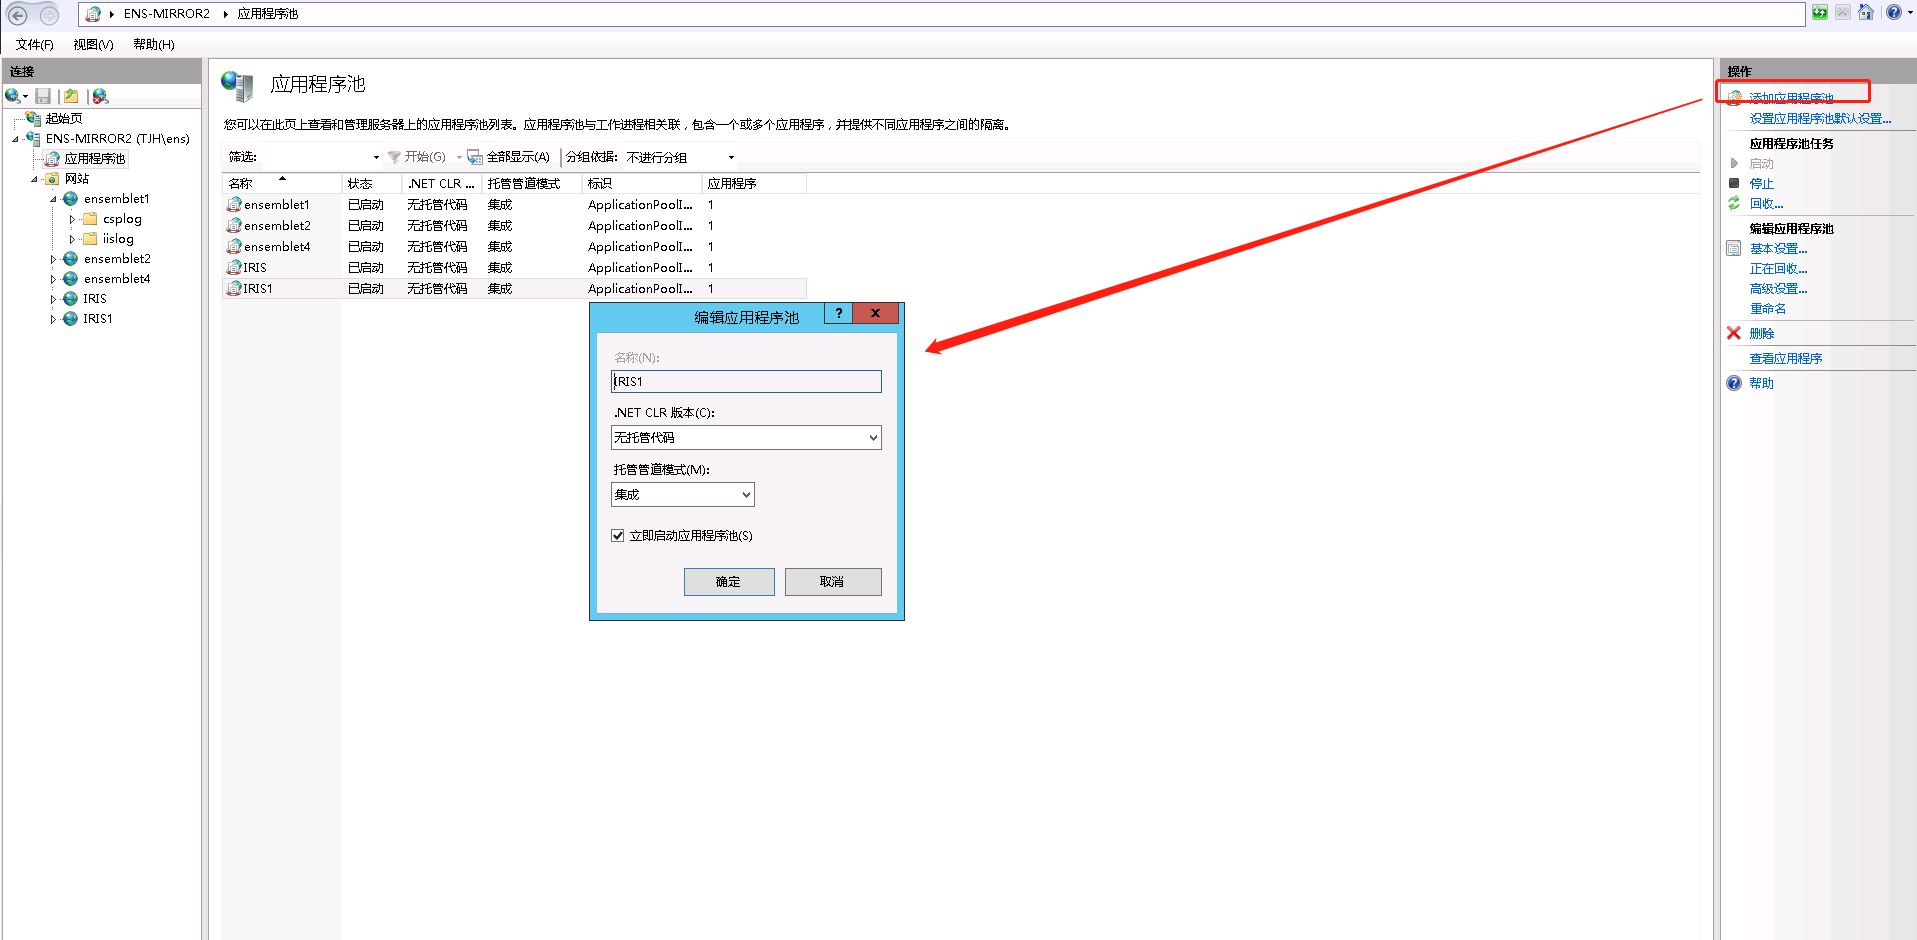 ENS-MIRROR2 应用程序池
文件(F) 视图(V) 帮助(H)
连接
起始页
ENS-MIRROR2 (TJH\ens)
应用程序池
网站
ensemblet1
csplog
iislog
ensemblet2
ensemblet4
IRIS
IRIS1
应用程序池
您可以在此页上查看和管理服务器上的应用程序池列表。应用程序池与工作进程相关联，包含一个或多个应用程序，并提供不同应用程序之间的隔离。
筛选: 开始(G) 全部显示(A) 分组依据: 不进行分组
名称 状态 .NET CLR ... 托管管道模式 标识 应用程序
ensemblet1 已启动 无托管代码 集成 ApplicationPoolI... 1
ensemblet2 已启动 无托管代码 集成 ApplicationPoolI... 1
ensemblet4 已启动 无托管代码 集成 ApplicationPoolI... 1
IRIS 已启动 无托管代码 集成 ApplicationPoolI... 1
IRIS1 已启动 无托管代码 集成 ApplicationPoolI... 1
编辑应用程序池 ? x
名称(N):
IRIS1
.NET CLR 版本(C):
无托管代码
托管管道模式(M):
集成
立即启动应用程序池(S)
确定 取消
操作
添加应用程序池...
设置应用程序池默认设置...
应用程序池任务
启动
停止
回收...
编辑应用程序池
基本设置...
正在回收...
高级设置...
重命名
删除
查看应用程序
帮助